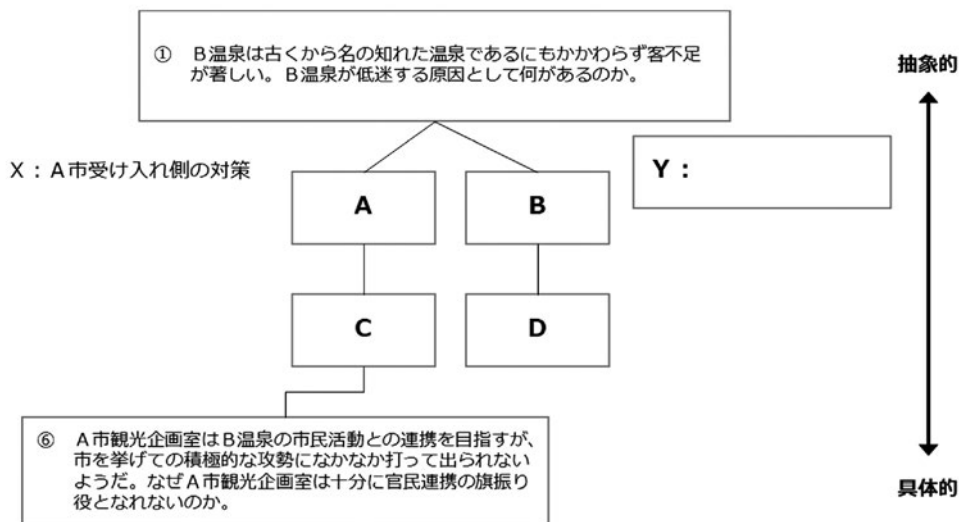 ① B温泉は古くから名の知れた温泉であるにもかかわらず客不足
が著しい。B温泉が低迷する原因として何があるのか。
抽象的
X：A市受け入れ側の対策
Y：
A
B
C
D
⑥ A市観光企画室はB温泉の市民活動との連携を目指すが、
市を挙げての積極的な攻勢になかなか打って出られない
ようだ。なぜA市観光企画室は十分に官民連携の旗振り
役となれないのか。
具体的